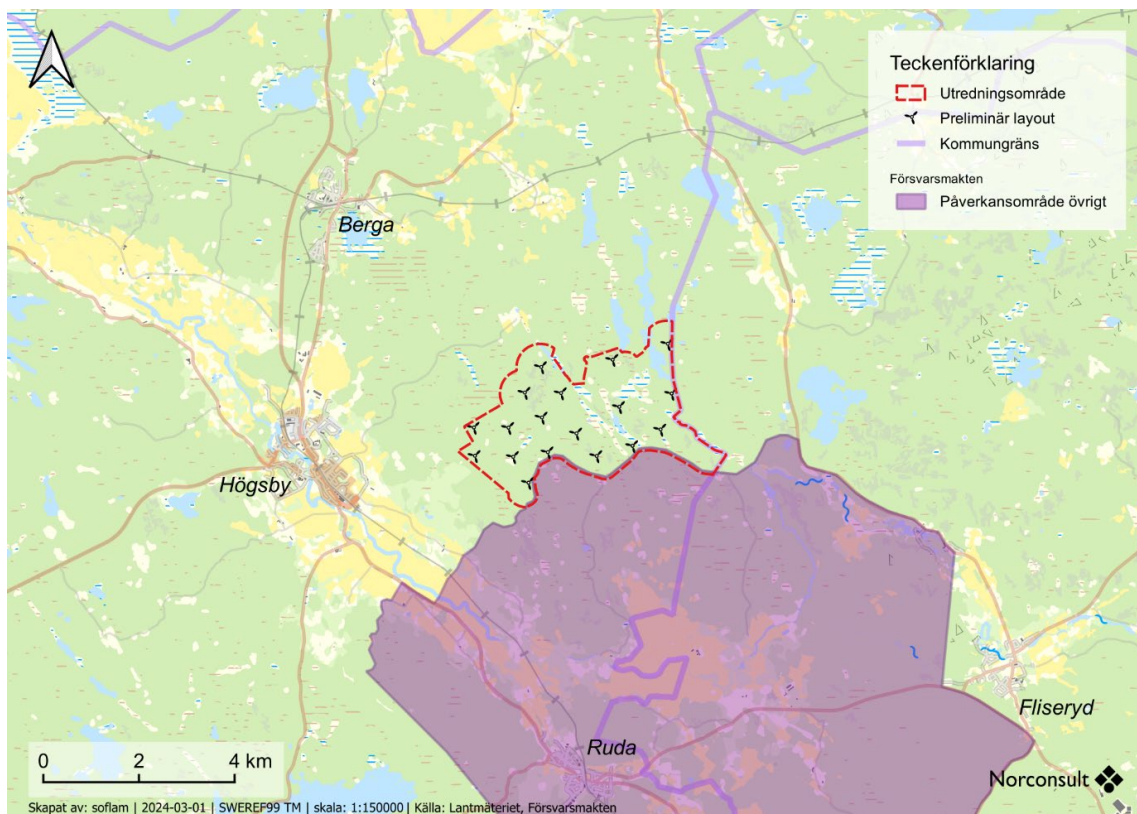 Teckenförklaring
Utredningsområde
Preliminär layout
Kommungräns
Försvarsmakten
Påverkansområde övrigt
Berga
Högsby
Fliseryd
Ruda
0 2 4 km
Norconsult
Skapat av: soflam | 2024-03-01 | SWEREF99 TM | skala: 1:150000 | Källa: Lantmäteriet, Försvarsmakten